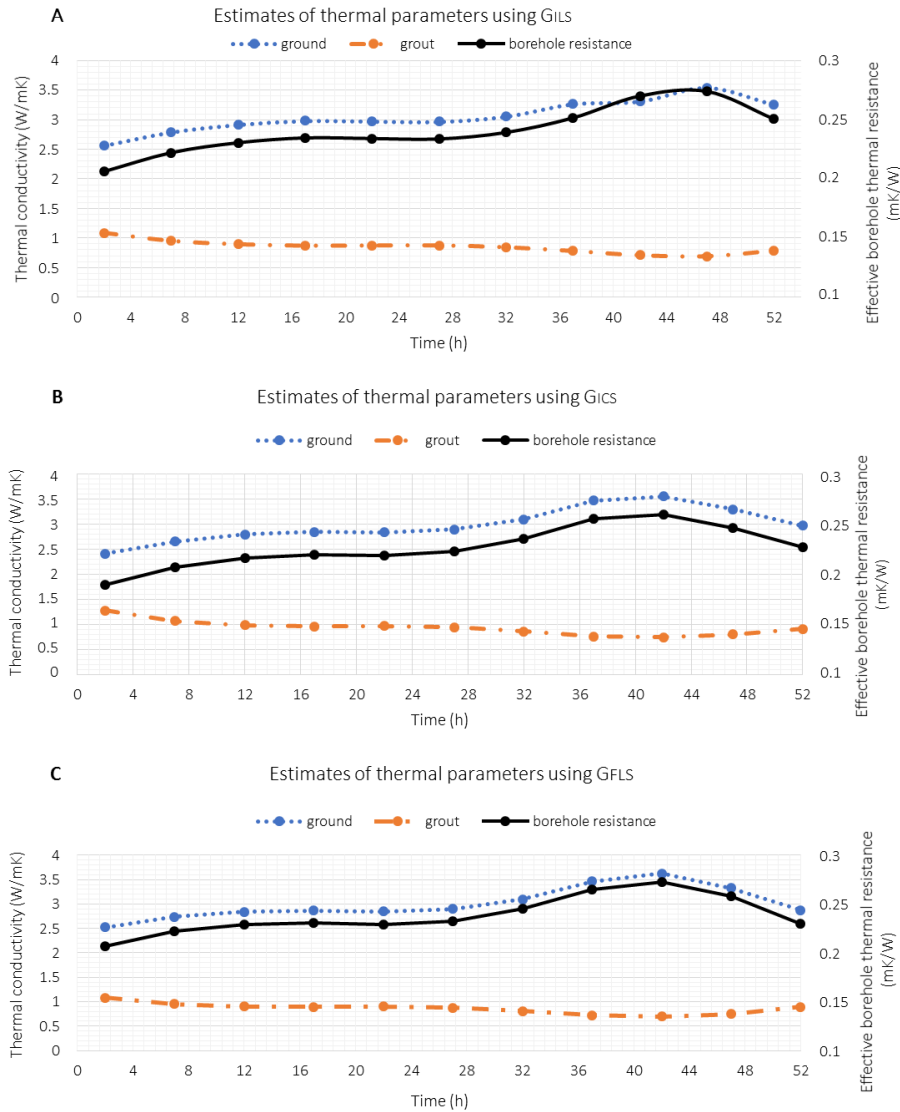 A
Estimates of thermal parameters using GILS
ground grout borehole resistance
Thermal conductivity (W/mK)
4
3.5
3
2.5
2
1.5
1
0.5
0
0.3
0.25
0.2
0.15
0.1
Effective borehole thermal resistance
(mK/W)
0 4 8 12 16 20 24 28 32 36 40 44 48 52
Time (h)
B
Estimates of thermal parameters using GICS
ground grout borehole resistance
Thermal conductivity (W/mK)
4
3.5
3
2.5
2
1.5
1
0.5
0
0.3
0.25
0.2
0.15
0.1
Effective borehole thermal resistance
(mK/W)
0 4 8 12 16 20 24 28 32 36 40 44 48 52
Time (h)
C
Estimates of thermal parameters using GFLS
ground grout borehole resistance
Thermal conductivity (W/mK)
4
3.5
3
2.5
2
1.5
1
0.5
0
0.3
0.25
0.2
0.15
0.1
Effective borehole thermal resistance
(mK/W)
0 4 8 12 16 20 24 28 32 36 40 44 48 52
Time (h)